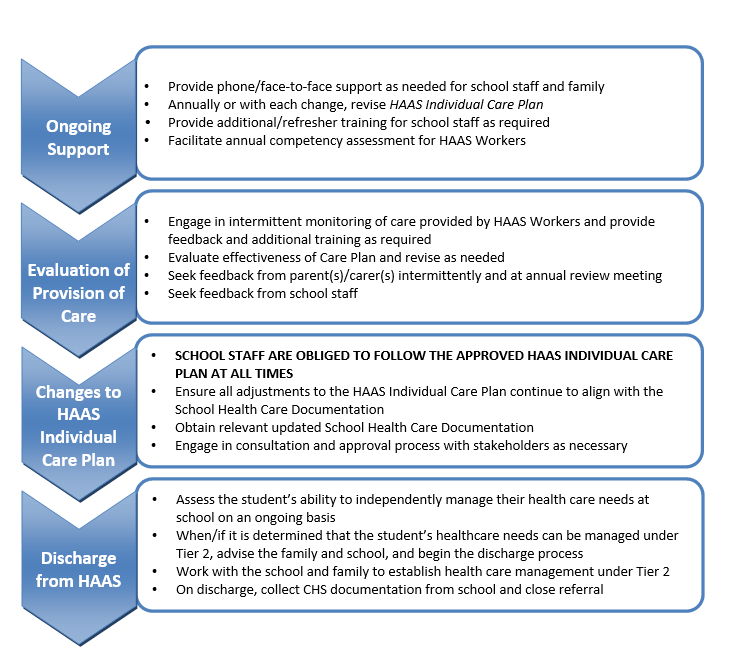 Ongoing
Support
• Provide phone/face-to-face support as needed for school staff and family
• Annually or with each change, revise HAAS Individual Care Plan
• Provide additional/refresher training for school staff as required
• Facilitate annual competency assessment for HAAS Workers
Evaluation of
Provision of
Care
• Engage in intermittent monitoring of care provided by HAAS Workers and provide
feedback and additional training as required
• Evaluate effectiveness of Care Plan and revise as needed
• Seek feedback from parent(s)/carer(s) intermittently and at annual review meeting
• Seek feedback from school staff
Changes to
HAAS
Individual
Care Plan
• SCHOOL STAFF ARE OBLIGED TO FOLLOW THE APPROVED HAAS INDIVIDUAL CARE
PLAN AT ALL TIMES
• Ensure all adjustments to the HAAS Individual Care Plan continue to align with the
School Health Care Documentation
• Obtain relevant updated School Health Care Documentation
• Engage in consultation and approval process with stakeholders as necessary
Discharge
from HAAS
• Assess the student’s ability to independently manage their health care needs at
school on an ongoing basis
• When/if it is determined that the student’s healthcare needs can be managed under
Tier 2, advise the family and school, and begin the discharge process
• Work with the school and family to establish health care management under Tier 2
• On discharge, collect CHS documentation from school and close referral